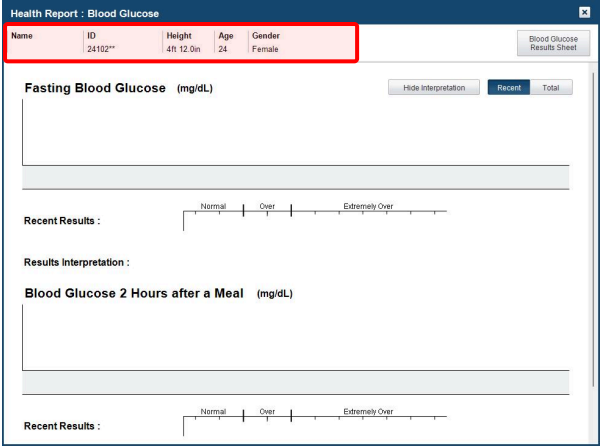 Health Report : Blood Glucose
Name ID Height Age Gender
24102** 4ft 12.0in 24 Female
Blood Glucose
Results Sheet
Fasting Blood Glucose (mg/dL)
Hide Interpretation Recent Total
Normal Over Extremely Over
Recent Results :
Results Interpretation :
Blood Glucose 2 Hours after a Meal (mg/dL)
Normal Over Extremely Over
Recent Results :